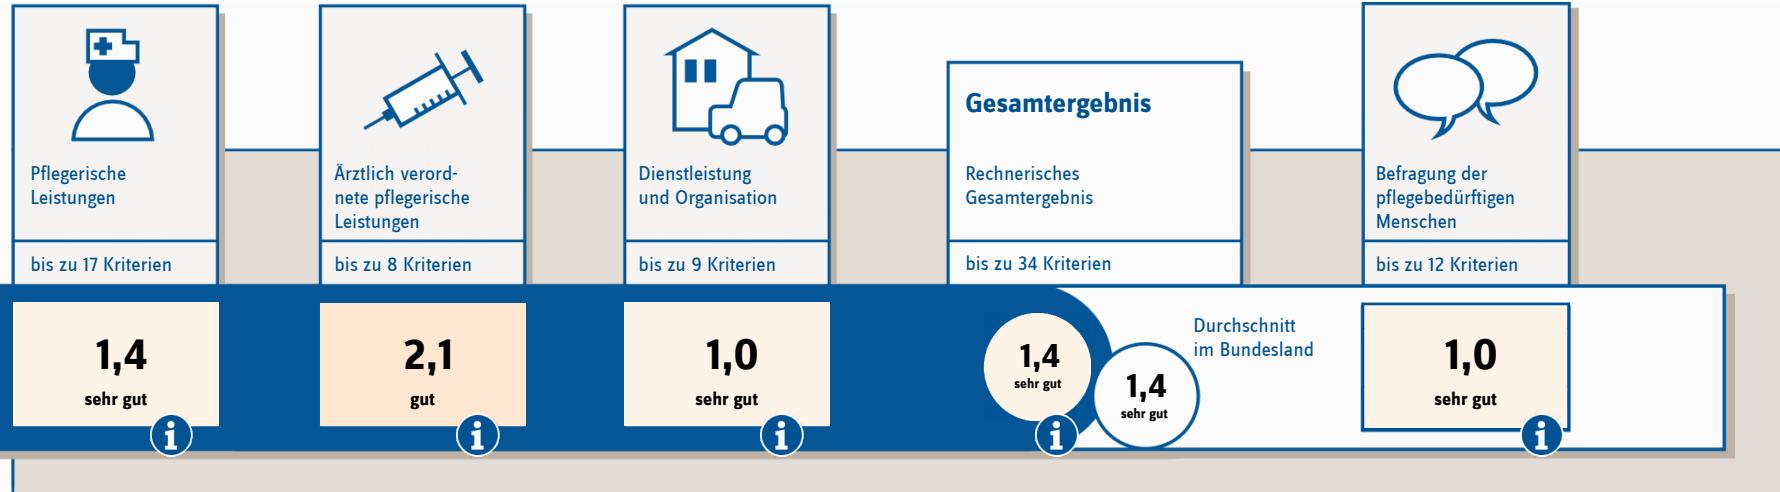 Pflegerische
Leistungen
bis zu 17 Kriterien
1,4
sehr gut
i
Ärztlich verord-
nete pflegerische
Leistungen
bis zu 8 Kriterien
2,1
gut
i
Dienstleistung
und Organisation
bis zu 9 Kriterien
1,0
sehr gut
i
Gesamtergebnis
Rechnerisches
Gesamtergebnis
bis zu 34 Kriterien
1,4
sehr gut
i
Durchschnitt
im Bundesland
1,4
sehr gut
Befragung der
pflegebedürftigen
Menschen
bis zu 12 Kriterien
1,0
sehr gut
i